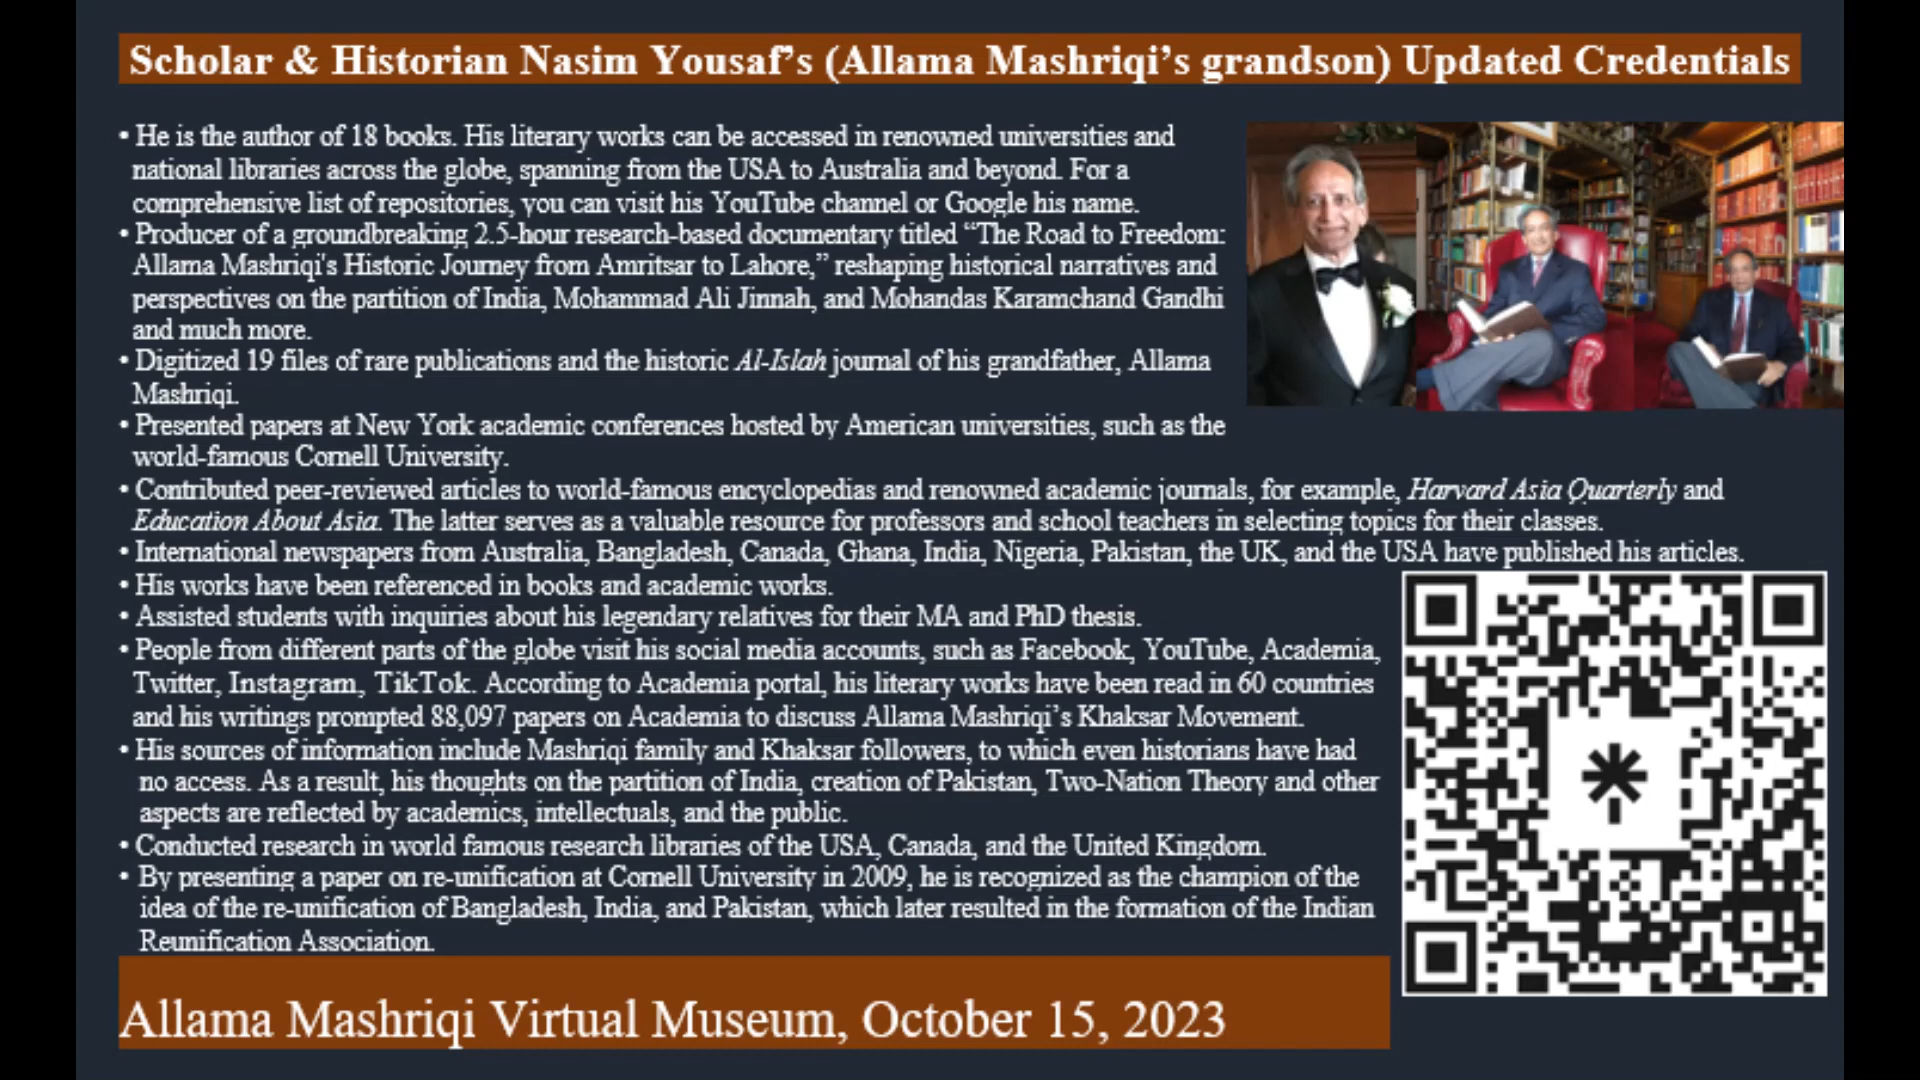 Scholar & Historian Nasim Yousaf's (Allama Mashriqi's grandson) Updated Credentials
• He is the author of 18 books. His literary works can be accessed in renowned universities and
national libraries across the globe, spanning from the USA to Australia and beyond. For a
comprehensive list of repositories, you can visit his YouTube channel or Google his name.
• Producer of a groundbreaking 2.5-hour research-based documentary titled “The Road to Freedom:
Allama Mashriqi's Historic Journey from Amritsar to Lahore,” reshaping historical narratives and
perspectives on the partition of India, Mohammad Ali Jinnah, and Mohandas Karamchand Gandhi
and much more.
• Digitized 19 files of rare publications and the historic Al-Islah journal of his grandfather, Allama
Mashriqi.
• Presented papers at New York academic conferences hosted by American universities, such as the
world-famous Cornell University.
• Contributed peer-reviewed articles to world-famous encyclopedias and renowned academic journals, for example, Harvard Asia Quarterly and
Education About Asia. The latter serves as a valuable resource for professors and school teachers in selecting topics for their classes.
• International newspapers from Australia, Bangladesh, Canada, Ghana, India, Nigeria, Pakistan, the UK, and the USA have published his articles.
• His works have been referenced in books and academic works.
• Assisted students with inquiries about his legendary relatives for their MA and PhD thesis.
• People from different parts of the globe visit his social media accounts, such as Facebook, YouTube, Academia,
Twitter, Instagram, TikTok. According to Academia portal, his literary works have been read in 60 countries
and his writings prompted 88,097 papers on Academia to discuss Allama Mashriqi’s Khaksar Movement.
• His sources of information include Mashriqi family and Khaksar followers, to which even historians have had
no access. As a result, his thoughts on the partition of India, creation of Pakistan, Two-Nation Theory and other
aspects are reflected by academics, intellectuals, and the public.
• Conducted research in world famous research libraries of the USA, Canada, and the United Kingdom.
• By presenting a paper on re-unification at Cornell University in 2009, he is recognized as the champion of the
idea of the re-unification of Bangladesh, India, and Pakistan, which later resulted in the formation of the Indian
Reunification Association.
Allama Mashriqi Virtual Museum, October 15, 2023